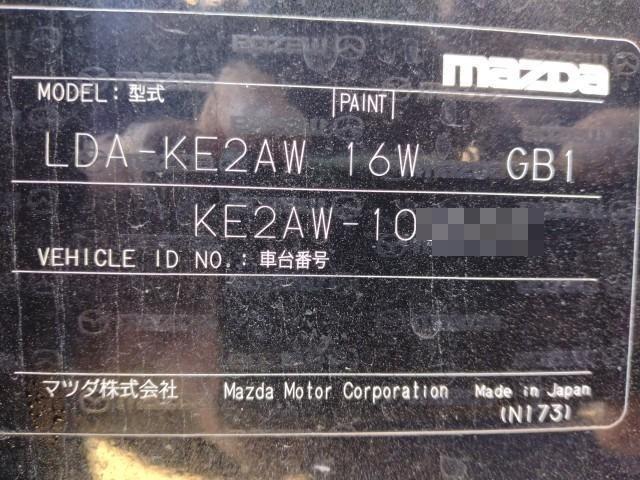 mazda
MODEL: 型式 PAINT
LDA-KE2AW 16W GB1
KE2AW-10
VEHICLE ID NO.: 車台番号
マツダ株式会社 Mazda Motor Corporation Made in Japan
(N173)